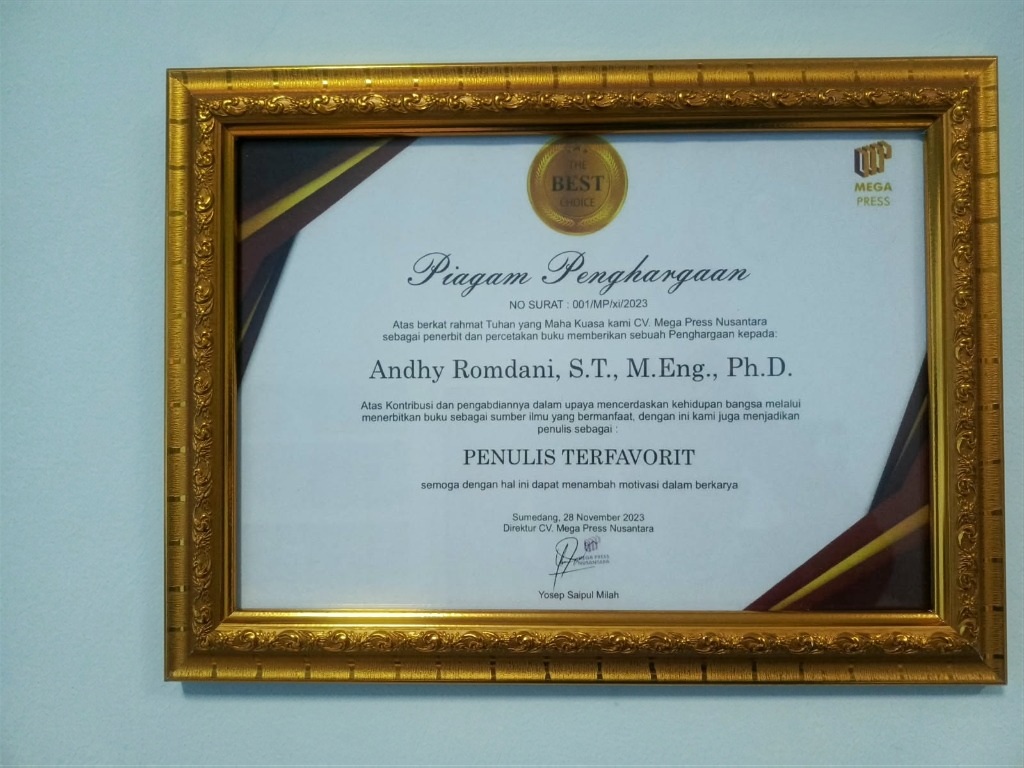 THE
BEST
CHOICE
MEGA
PRESS
Piagam Penghargaan
NO SURAT : 001/MP/xi/2023
Atas berkat rahmat Tuhan yang Maha Kuasa kami CV. Mega Press Nusantara
sebagai penerbit dan percetakan buku memberikan sebuah Penghargaan kepada:
Andhy Romdani, S.T., M.Eng., Ph.D.
Atas Kontribusi dan pengabdiannya dalam upaya mencerdaskan kehidupan bangsa melalui
menerbitkan buku sebagai sumber ilmu yang bermanfaat, dengan ini kami juga menjadikan
penulis sebagai :
PENULIS TERFAVORIT
semoga dengan hal ini dapat menambah motivasi dalam berkarya
Sumedang, 28 November 2023
Direktur CV. Mega Press Nusantara
MEGA PRESS
NUSANTARA
Yosep Saipul Milah